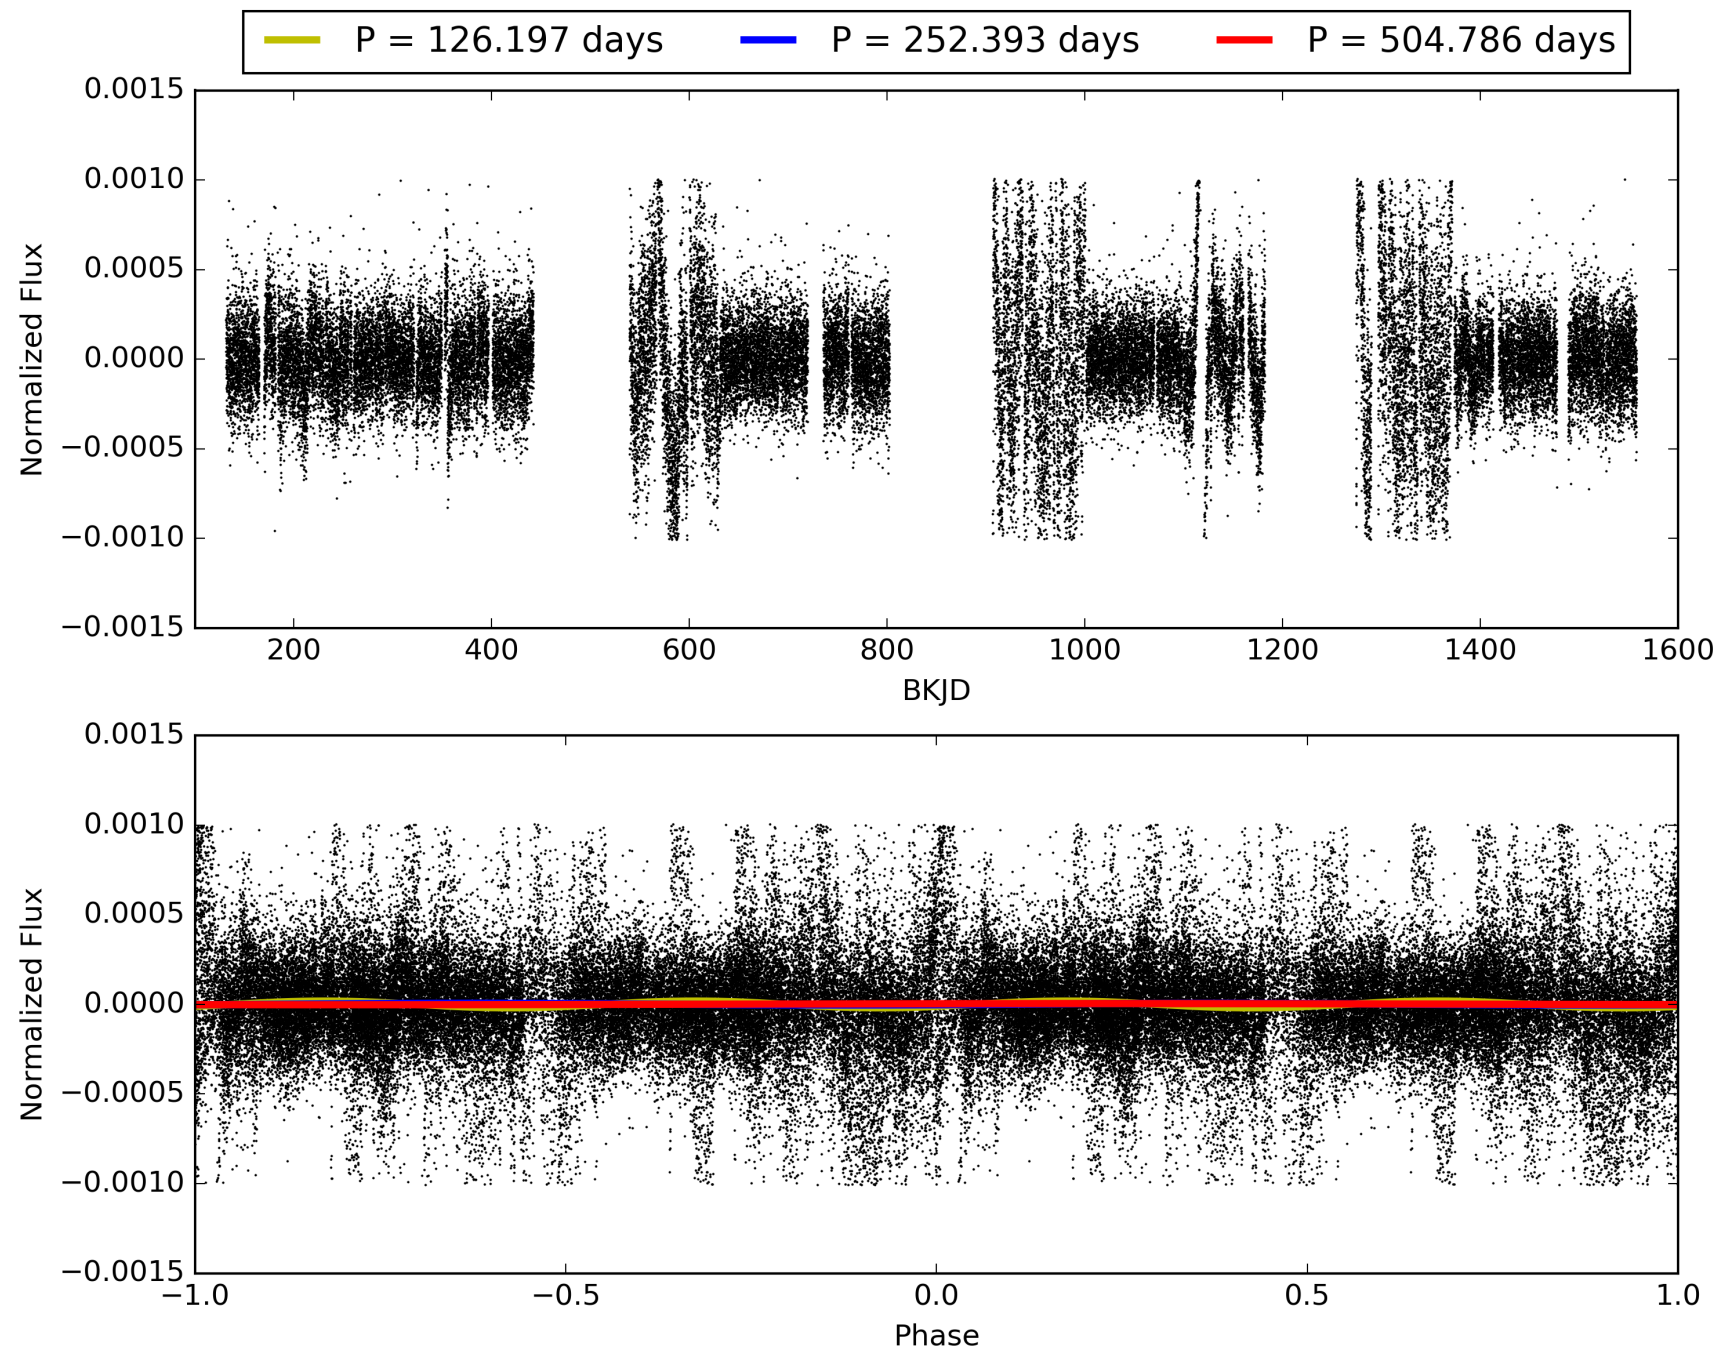 P = 126.197 days P = 252.393 days P = 504.786 days
0.0015
0.0010
0.0005
0.0000
−0.0005
−0.0010
−0.0015
Normalized Flux
200 400 600 800 1000 1200 1400 1600
BKJD
0.0015
0.0010
0.0005
0.0000
−0.0005
−0.0010
−0.0015
Normalized Flux
−1.0 −0.5 0.0 0.5 1.0
Phase